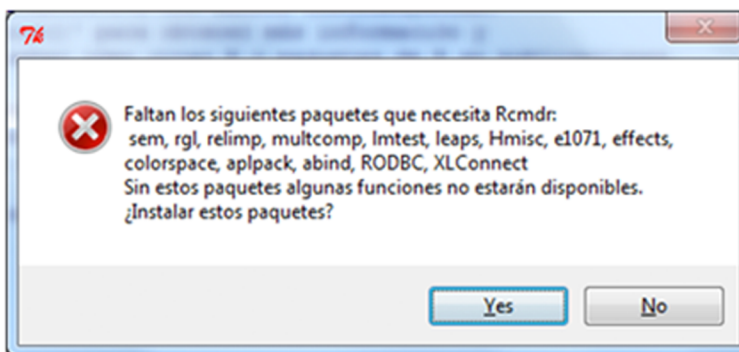 7k
Faltan los siguientes paquetes que necesita Rcmdr:
sem, rgl, relimp, multcomp, lmtest, leaps, Hmisc, e1071, effects,
colorspace, aplpack, abind, RODBC, XLConnect
Sin estos paquetes algunas funciones no estarán disponibles.
¿Instalar estos paquetes?
Yes No